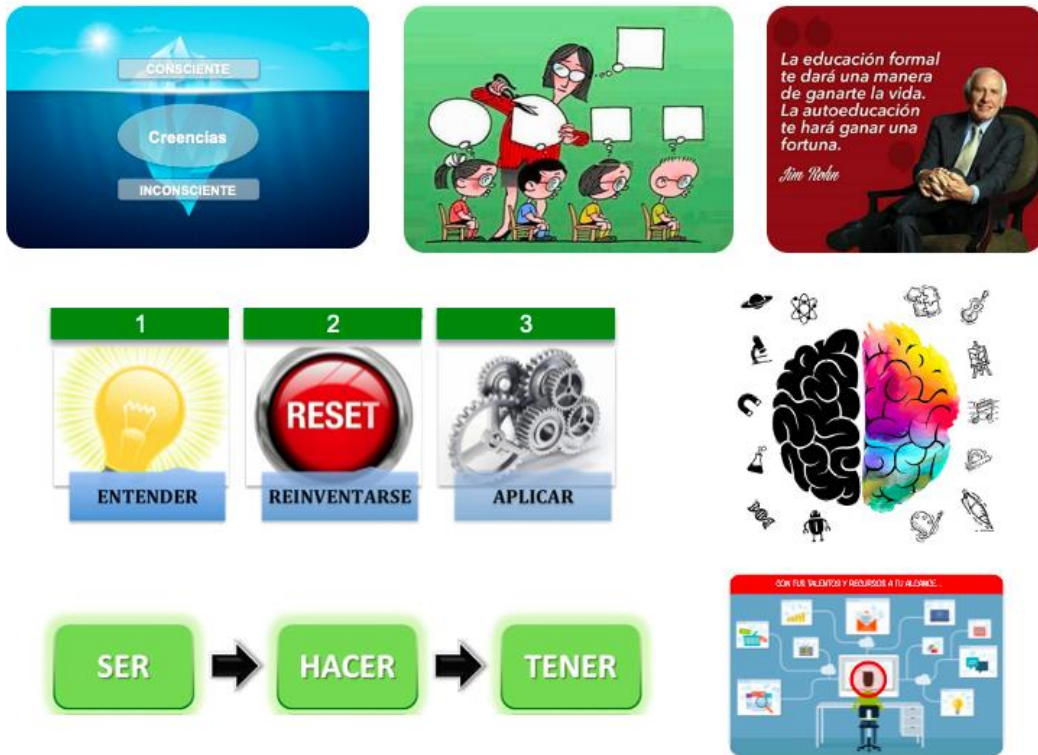 CONSCIENTE
Creencias
INCONSCIENTE
La educación formal
te dará una manera
de ganarte la vida.
La autoeducación
te hará ganar una
fortuna.
Jim Rohn
1
2
3
RESET
ENTENDER
REINVENTARSE
APLICAR
SER
HACER
TENER
CON TUS TALENTOS Y RECURSOS A TU ALCANCE...